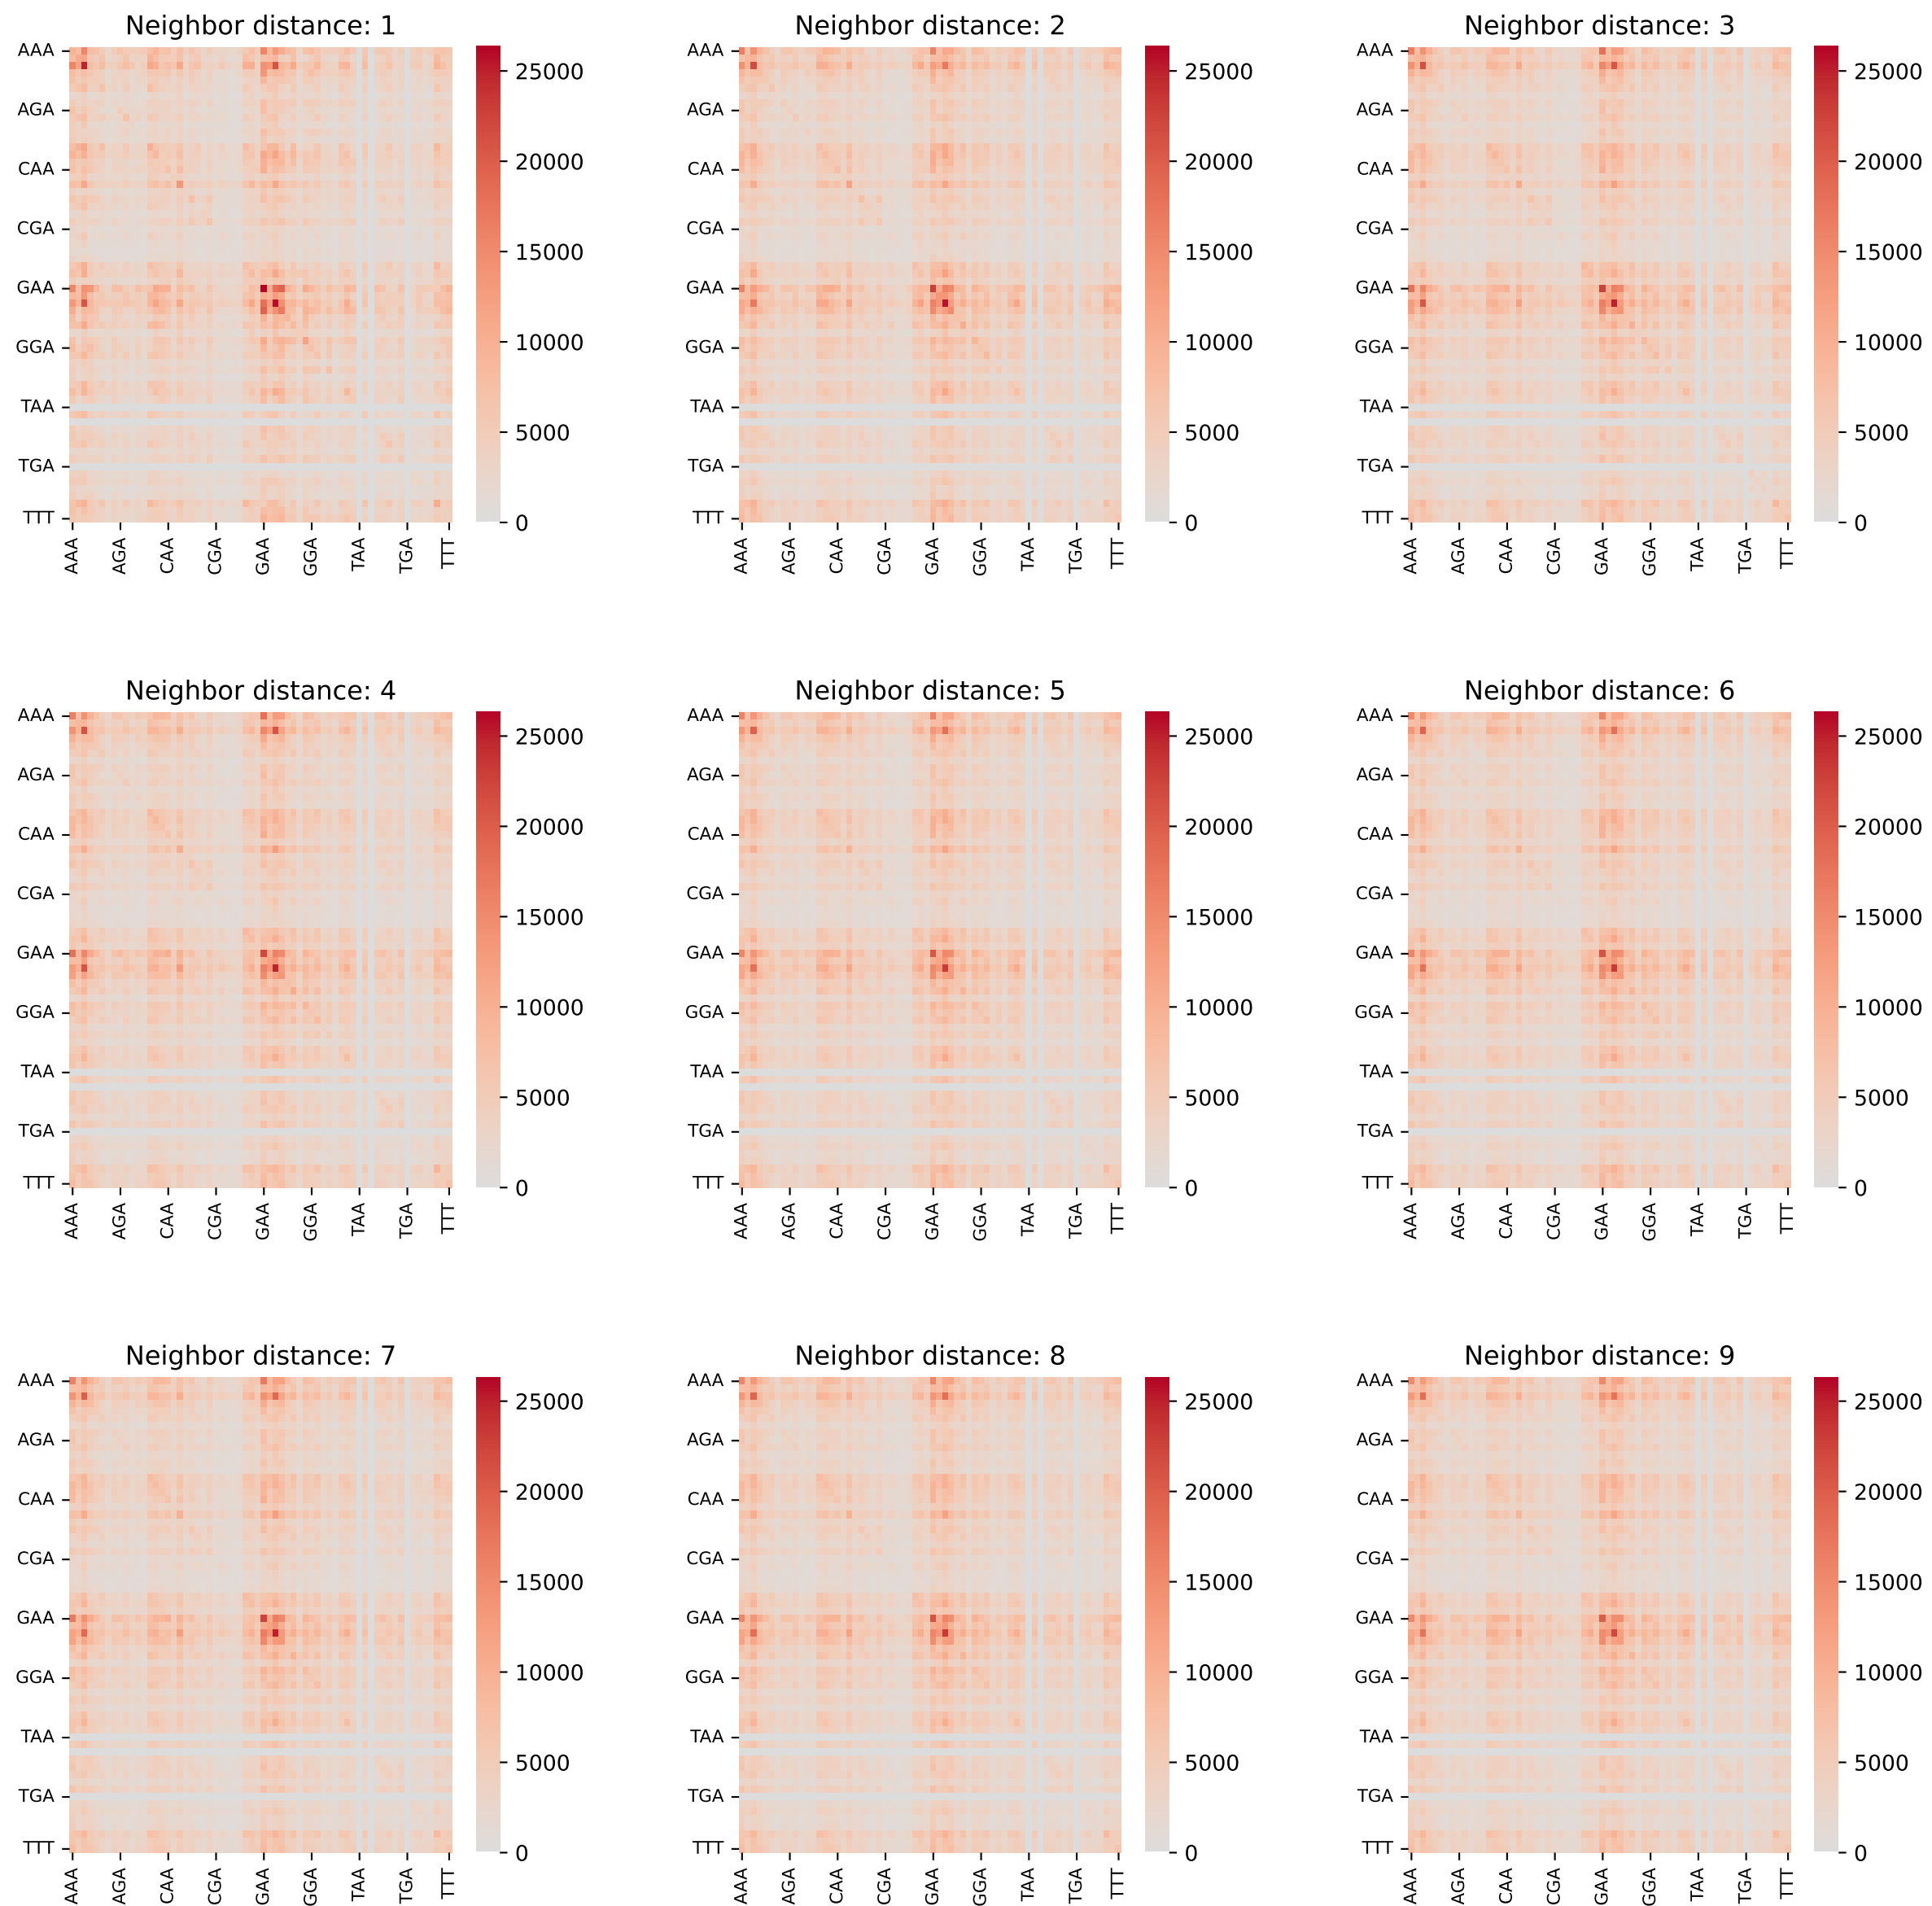 Neighbor distance: 1
AAA
AGA
CAA
CGA
GAA
GGA
TAA
TGA
TTT
AAA AGA CAA CGA GAA GGA TAA TGA TTT
25000
20000
15000
10000
5000
0
Neighbor distance: 2
AAA
AGA
CAA
CGA
GAA
GGA
TAA
TGA
TTT
AAA AGA CAA CGA GAA GGA TAA TGA TTT
25000
20000
15000
10000
5000
0
Neighbor distance: 3
AAA
AGA
CAA
CGA
GAA
GGA
TAA
TGA
TTT
AAA AGA CAA CGA GAA GGA TAA TGA TTT
25000
20000
15000
10000
5000
0
Neighbor distance: 4
AAA
AGA
CAA
CGA
GAA
GGA
TAA
TGA
TTT
AAA AGA CAA CGA GAA GGA TAA TGA TTT
25000
20000
15000
10000
5000
0
Neighbor distance: 5
AAA
AGA
CAA
CGA
GAA
GGA
TAA
TGA
TTT
AAA AGA CAA CGA GAA GGA TAA TGA TTT
25000
20000
15000
10000
5000
0
Neighbor distance: 6
AAA
AGA
CAA
CGA
GAA
GGA
TAA
TGA
TTT
AAA AGA CAA CGA GAA GGA TAA TGA TTT
25000
20000
15000
10000
5000
0
Neighbor distance: 7
AAA
AGA
CAA
CGA
GAA
GGA
TAA
TGA
TTT
AAA AGA CAA CGA GAA GGA TAA TGA TTT
25000
20000
15000
10000
5000
0
Neighbor distance: 8
AAA
AGA
CAA
CGA
GAA
GGA
TAA
TGA
TTT
AAA AGA CAA CGA GAA GGA TAA TGA TTT
25000
20000
15000
10000
5000
0
Neighbor distance: 9
AAA
AGA
CAA
CGA
GAA
GGA
TAA
TGA
TTT
AAA AGA CAA CGA GAA GGA TAA TGA TTT
25000
20000
15000
10000
5000
0